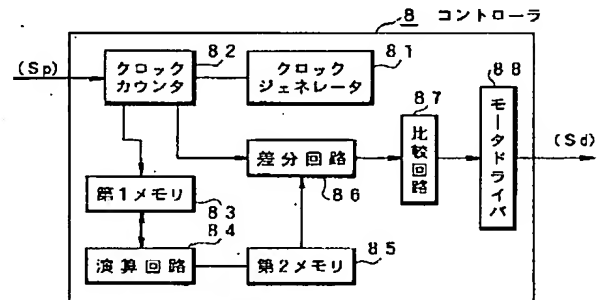 8 コントローラ
(Sp)
82
クロック
カウンタ
81
クロック
ジェネレータ
88
モータドライバ
87
比較回路
(Sd)
差分回路
86
第1メモリ
83
84
演算回路
第2メモリ
85